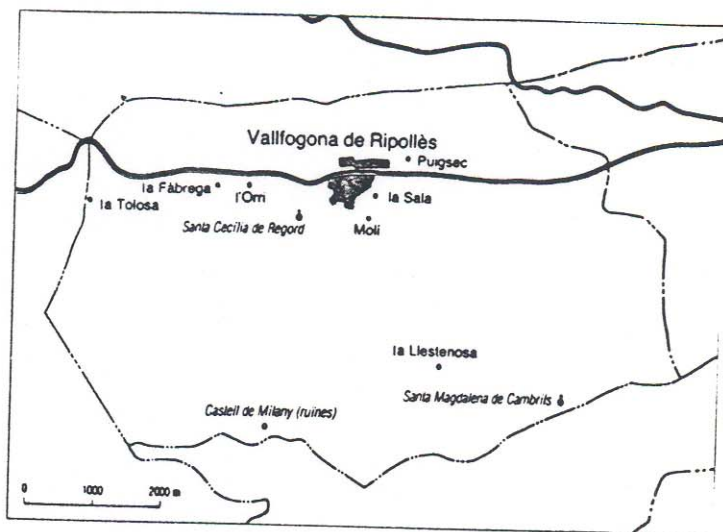 Vallfogona de Ripollès
Puigsec
la Fàbrega
l'Orri
la Sala
la Tolosa
Santa Cecília de Regord
Molí
la Llestenosa
Santa Magdalena de Cambrils
Castell de Milany (ruïnes)
0 1000 2000 m